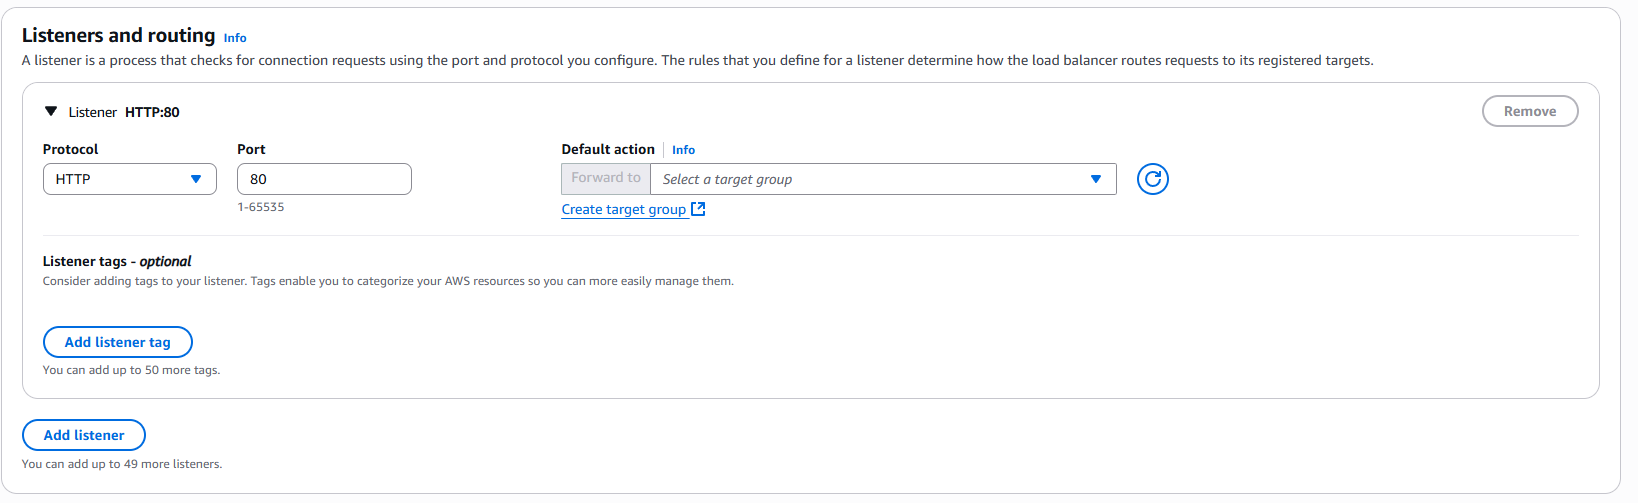 Listeners and routing Info
A listener is a process that checks for connection requests using the port and protocol you configure. The rules that you define for a listener determine how the load balancer routes requests to its registered targets.
Listener HTTP:80
Remove
Protocol
Port
Default action Info
HTTP
80
Forward to
Select a target group
1-65535
Create target group
Listener tags - optional
Consider adding tags to your listener. Tags enable you to categorize your AWS resources so you can more easily manage them.
Add listener tag
You can add up to 50 more tags.
Add listener
You can add up to 49 more listeners.